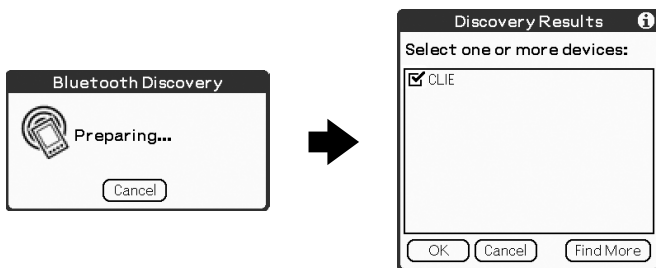 Bluetooth Discovery
Preparing...
Cancel
Discovery Results
Select one or more devices:
CLIE
OK Cancel Find More